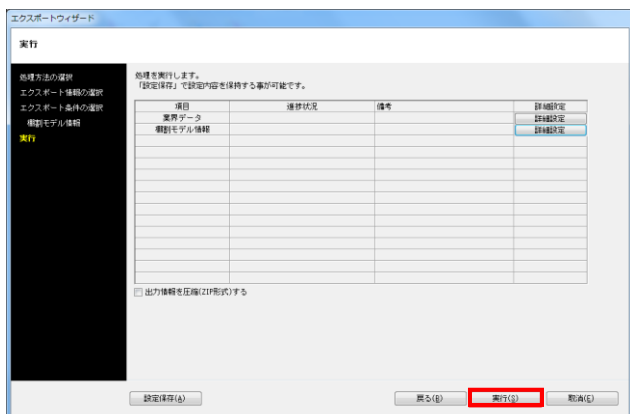 エクスポートウィザード
実行
処理方法の選択
エクスポート情報の選択
エクスポート条件の選択
棚割モデル情報
実行
処理を実行します。
「設定保存」で設定内容を保持する事が可能です。
項目 進捗状況 備考 詳細設定
業界データ 詳細設定
棚割モデル情報 詳細設定
出力情報を圧縮(ZIP形式)する
設定保存(A) 戻る(B) 実行(S) 取消(E)